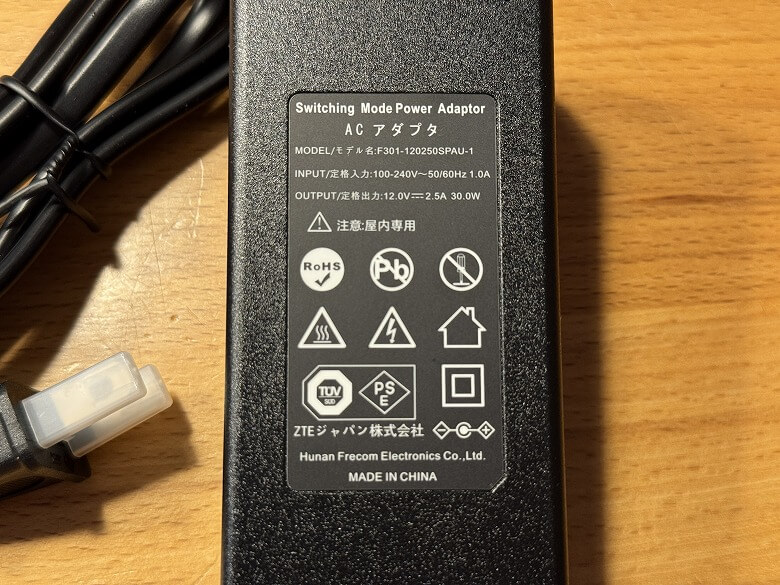 Switching Mode Power Adaptor
AC アダプタ
MODEL/モデル名:F301-120250SPAU-1
INPUT/定格入力:100-240V～50/60Hz 1.0A
OUTPUT/定格出力:12.0V⎓2.5A 30.0W
注意:屋内専用
RoHS Pb
TÜV SÜD PS E
ZTEジャパン株式会社
Hunan Frecom Electronics Co.,Ltd.
MADE IN CHINA